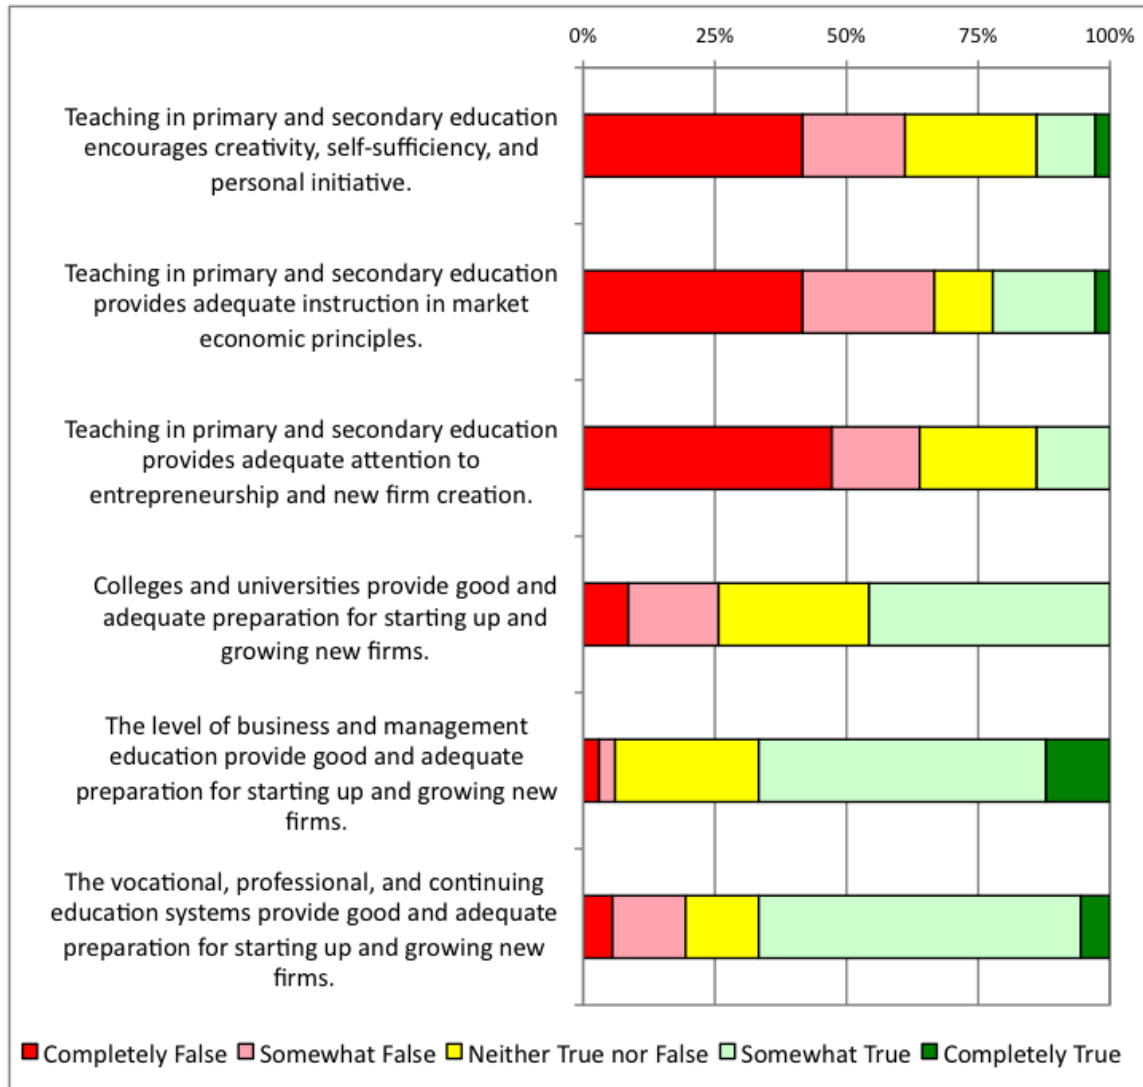 0% 25% 50% 75% 100%
Teaching in primary and secondary education
encourages creativity, self-sufficiency, and
personal initiative.
Teaching in primary and secondary education
provides adequate instruction in market
economic principles.
Teaching in primary and secondary education
provides adequate attention to
entrepreneurship and new firm creation.
Colleges and universities provide good and
adequate preparation for starting up and
growing new firms.
The level of business and management
education provide good and adequate
preparation for starting up and growing new
firms.
The vocational, professional, and continuing
education systems provide good and adequate
preparation for starting up and growing new
firms.
Completely False Somewhat False Neither True nor False Somewhat True Completely True